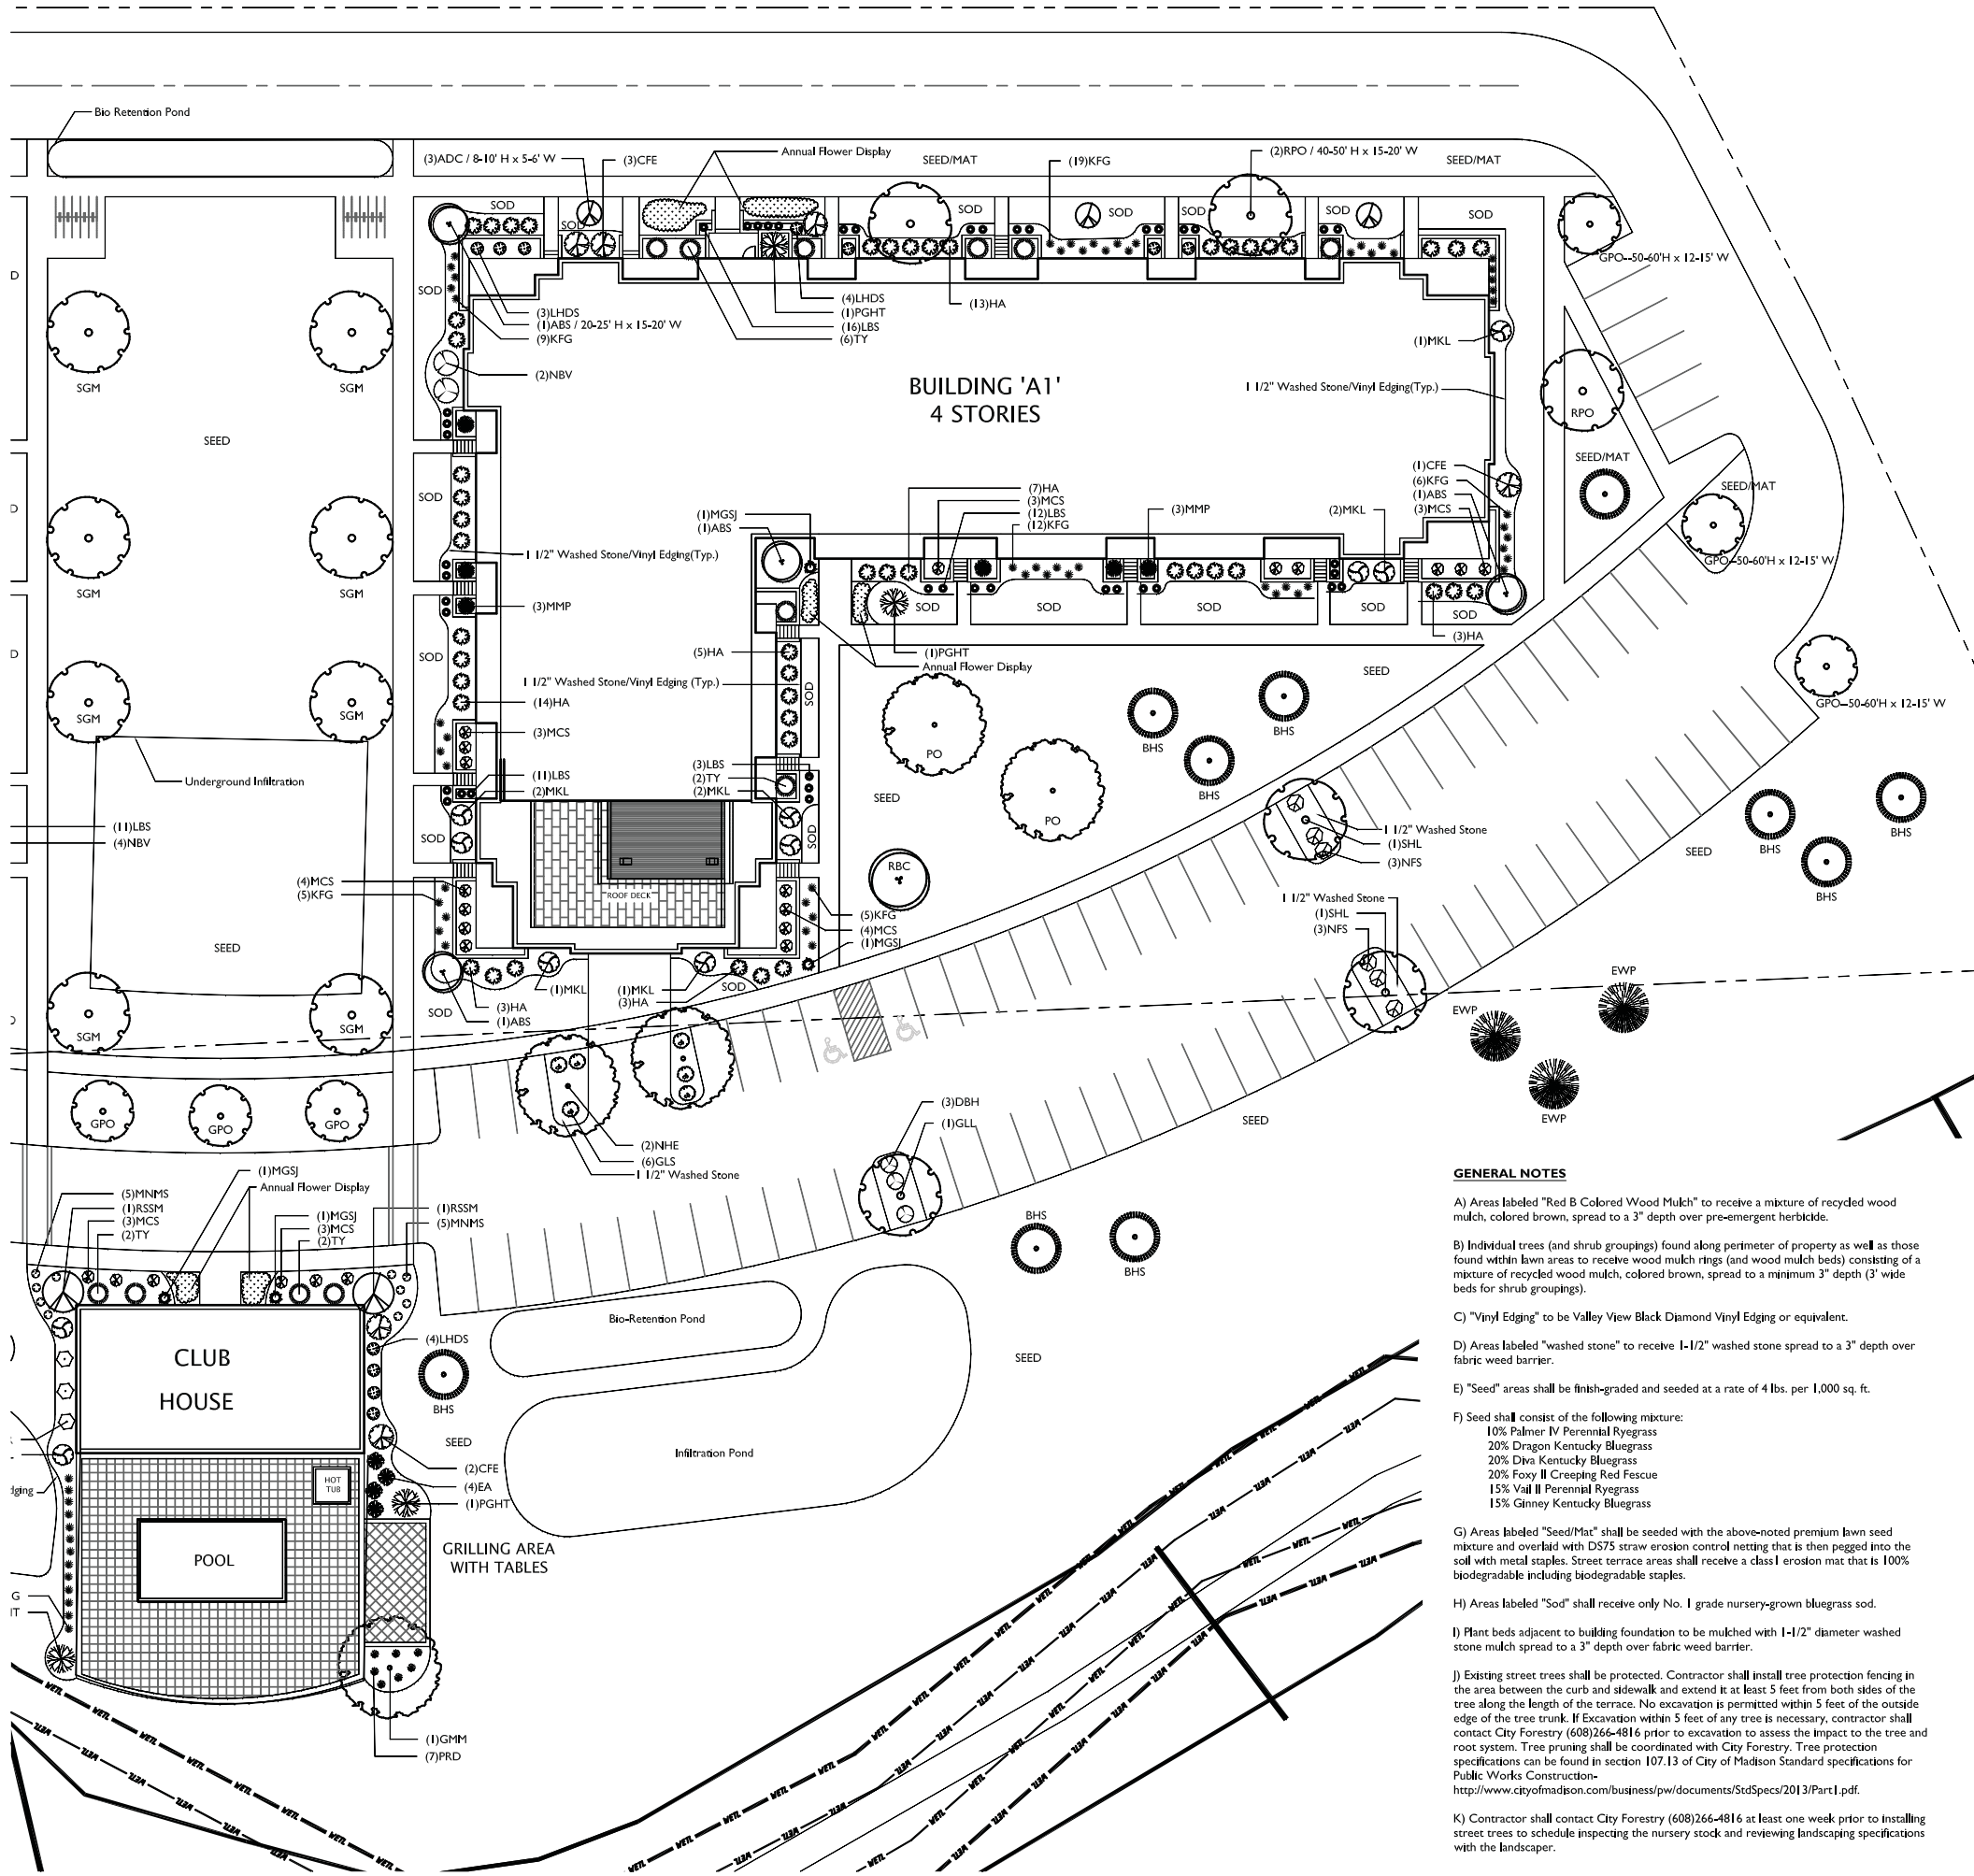 Bio Retention Pond
(3)ADC / 8-10' H x 5-6' W
(3)CFE
Annual Flower Display
SEED/MAT
(19)KFG
(2)RPO / 40-50' H x 15-20' W
SEED/MAT
SOD
SOD
SOD
SOD
SOD
SOD
SOD
GPO--50-60'H x 12-15' W
SOD
(3)LHDS
(1)ABS / 20-25' H x 15-20' W
(9)KFG
(4)LHDS
(1)PGHT
(16)LBS
(6)TY
(13)HA
(1)MKL
SGM
SGM
(2)NBV
BUILDING 'A1'
4 STORIES
1 1/2" Washed Stone/Vinyl Edging(Typ.)
RPO
SEED
SEED/MAT
(1)CFE
(6)KFG
(1)ABS
(3)MCS
SEED/MAT
SOD
(7)HA
(3)MCS
(12)LBS
(12)KFG
(1)MGSJ
(1)ABS
(3)MMP
(2)MKL
1 1/2" Washed Stone/Vinyl Edging(Typ.)
GPO--50-60'H x 12-15' W
SGM
SGM
(3)MMP
SOD
SOD
SOD
SOD
SOD
(3)HA
SOD
(5)HA
(1)PGHT
Annual Flower Display
SEED
1 1/2" Washed Stone/Vinyl Edging (Typ.)
SOD
(14)HA
GPO--50-60'H x 12-15' W
SGM
SGM
(3)MCS
PO
BHS
BHS
BHS
Underground Infiltration
(11)LBS
(2)MKL
(3)LBS
(2)TY
(2)MKL
SEED
PO
(11)LBS
(4)NBV
SOD
SOD
1 1/2" Washed Stone
(1)SHL
(3)NFS
BHS
BHS
BHS
SEED
RBC
(4)MCS
(5)KFG
ROOF DECK
1 1/2" Washed Stone
(1)SHL
(3)NFS
(5)KFG
(4)MCS
(1)MGSJ
SEED
EWP
EWP
EWP
(1)MKL
(1)MKL
(3)HA
SOD
SOD
(3)HA
(1)ABS
SGM
SGM
GPO
GPO
GPO
(3)DBH
(1)GLL
SEED
(2)NHE
(6)GLS
1 1/2" Washed Stone
(5)MNMS
(1)RSSM
(3)MCS
(2)TY
(1)MGSJ
Annual Flower Display
(1)MGSJ
(3)MCS
(2)TY
(1)RSSM
(5)MNMS
BHS
BHS
Bio-Retention Pond
CLUB
HOUSE
(4)LHDS
BHS
SEED
SEED
Infiltration Pond
(2)CFE
(4)EA
(1)PGHT
HOT
TUB
dging
POOL
GRILLING AREA
WITH TABLES
G
(1)GMM
(7)PRD
WETL
WETL
WETL
WETL
GENERAL NOTES
A) Areas labeled "Red B Colored Wood Mulch" to receive a mixture of recycled wood
mulch, colored brown, spread to a 3" depth over pre-emergent herbicide.
B) Individual trees (and shrub groupings) found along perimeter of property as well as those
found within lawn areas to receive wood mulch rings (and wood mulch beds) consisting of a
mixture of recycled wood mulch, colored brown, spread to a minimum 3" depth (3' wide
beds for shrub groupings).
C) "Vinyl Edging" to be Valley View Black Diamond Vinyl Edging or equivalent.
D) Areas labeled "washed stone" to receive 1-1/2" washed stone spread to a 3" depth over
fabric weed barrier.
E) "Seed" areas shall be finish-graded and seeded at a rate of 4 lbs. per 1,000 sq. ft.
F) Seed shall consist of the following mixture:
10% Palmer IV Perennial Ryegrass
20% Dragon Kentucky Bluegrass
20% Diva Kentucky Bluegrass
20% Foxy II Creeping Red Fescue
15% Vail II Perennial Ryegrass
15% Ginney Kentucky Bluegrass
G) Areas labeled "Seed/Mat" shall be seeded with the above-noted premium lawn seed
mixture and overlaid with DS75 straw erosion control netting that is then pegged into the
soil with metal staples. Street terrace areas shall receive a class1 erosion mat that is 100%
biodegradable including biodegradable staples.
H) Areas labeled "Sod" shall receive only No. 1 grade nursery-grown bluegrass sod.
I) Plant beds adjacent to building foundation to be mulched with 1-1/2" diameter washed
stone mulch spread to a 3" depth over fabric weed barrier.
J) Existing street trees shall be protected. Contractor shall install tree protection fencing in
the area between the curb and sidewalk and extend it at least 5 feet from both sides of the
tree along the length of the terrace. No excavation is permitted within 5 feet of the outside
edge of the tree trunk. If Excavation within 5 feet of any tree is necessary, contractor shall
contact City Forestry (608)266-4816 prior to excavation to assess the impact to the tree and
root system. Tree pruning shall be coordinated with City Forestry. Tree protection
specifications can be found in section 107.13 of City of Madison Standard specifications for
Public Works Construction-
http://www.cityofmadison.com/business/pw/documents/StdSpecs/2013/Part1.pdf.
K) Contractor shall contact City Forestry (608)266-4816 at least one week prior to installing
street trees to schedule inspecting the nursery stock and reviewing landscaping specifications
with the landscaper.